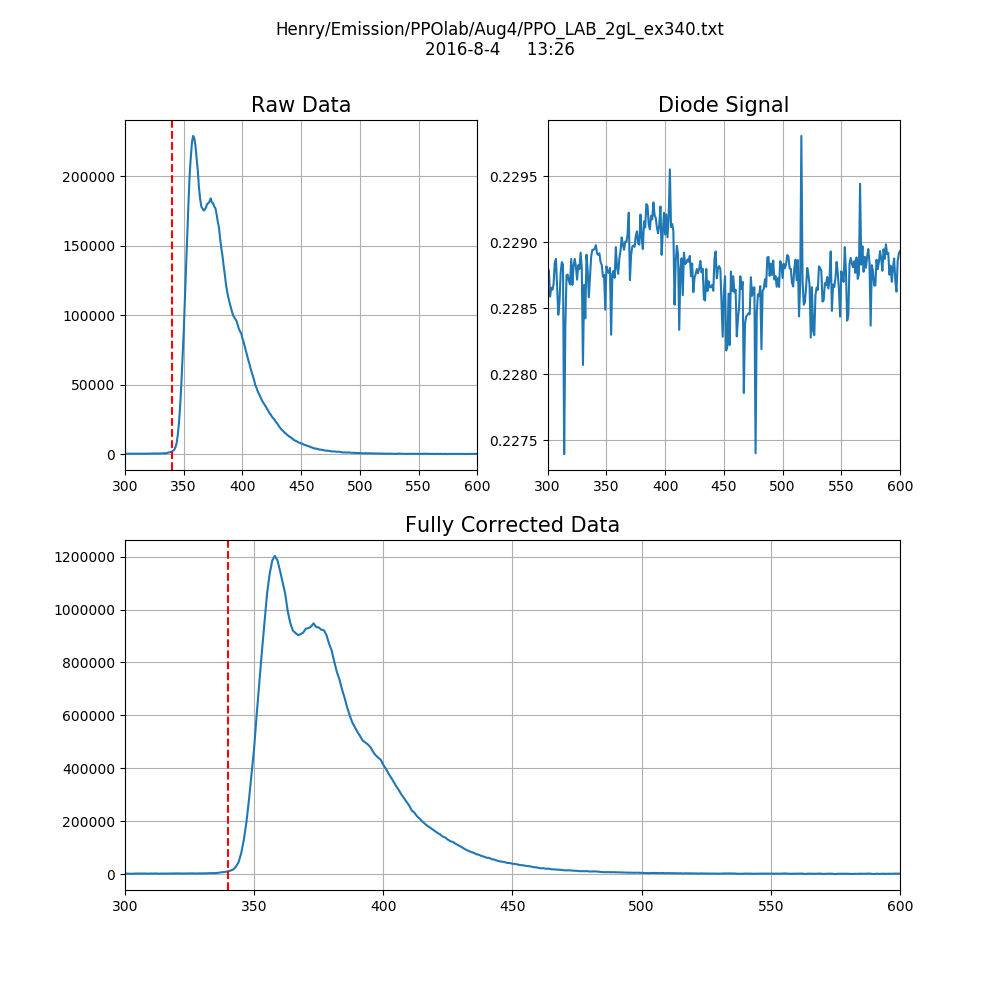 Henry/Emission/PPOlab/Aug4/PPO_LAB_2gL_ex340.txt
2016-8-4 13:26
Raw Data
200000
150000
100000
50000
0
300 350 400 450 500 550 600
Diode Signal
0.2295
0.2290
0.2285
0.2280
0.2275
300 350 400 450 500 550 600
Fully Corrected Data
1200000
1000000
800000
600000
400000
200000
0
300 350 400 450 500 550 600